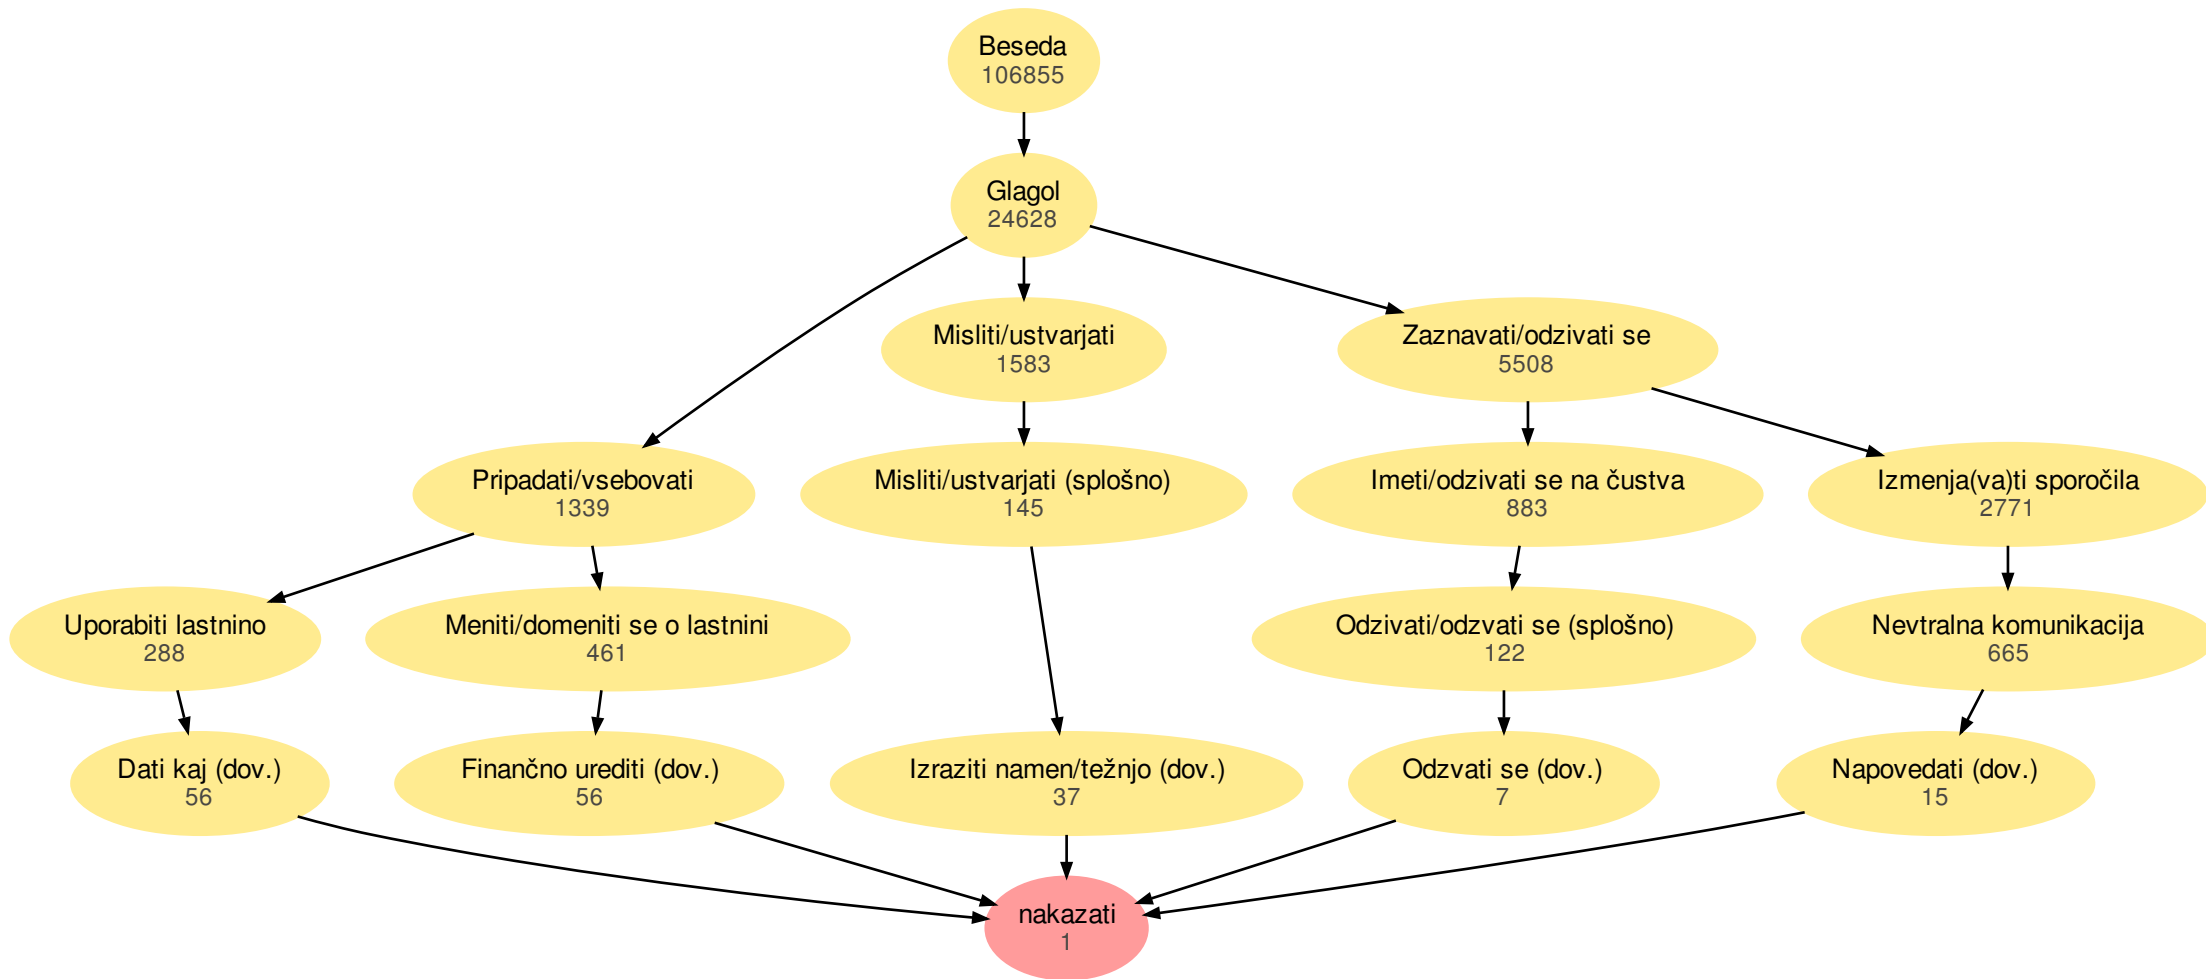 Beseda
106855
Glagol
24628
Misliti/ustvarjati
1583
Zaznavati/odzivati se
5508
Pripadati/vsebovati
1339
Misliti/ustvarjati (splošno)
145
Imeti/odzivati se na čustva
883
Izmenja(va)ti sporočila
2771
Uporabiti lastnino
288
Meniti/domeniti se o lastnini
461
Odzivati/odzvati se (splošno)
122
Nevtralna komunikacija
665
Dati kaj (dov.)
56
Finančno urediti (dov.)
56
Izraziti namen/težnjo (dov.)
37
Odzvati se (dov.)
7
Napovedati (dov.)
15
nakazati
1